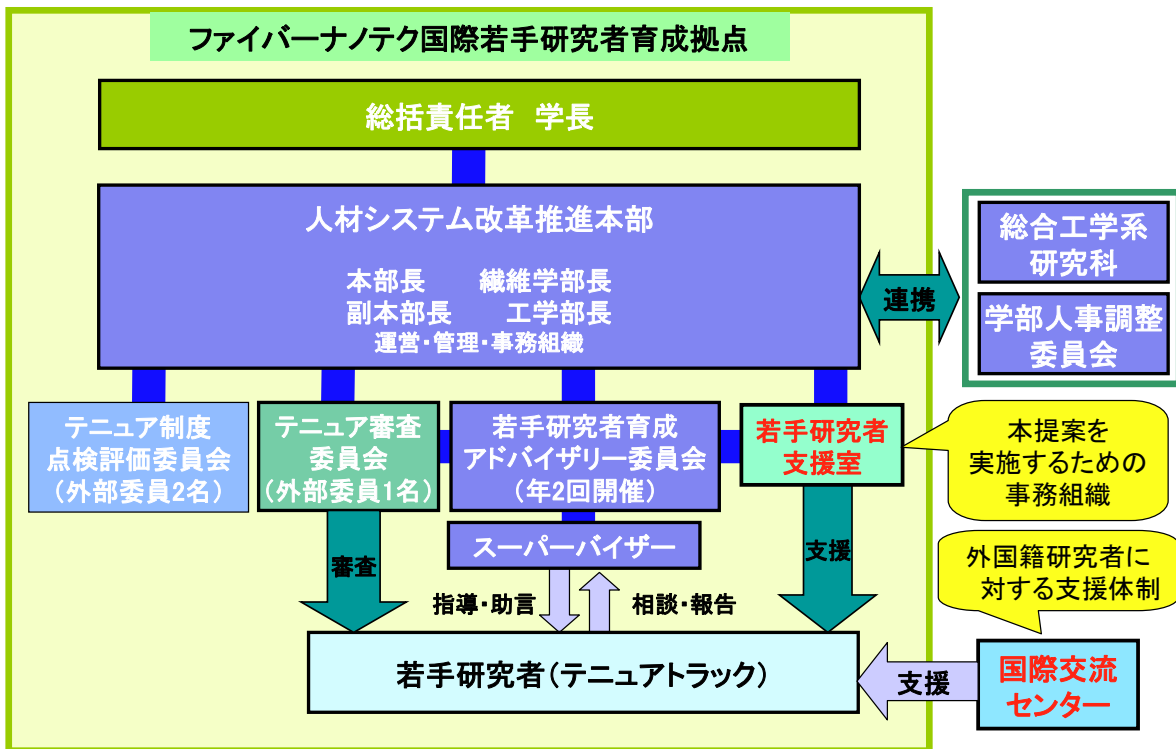 ファイバーナノテク国際若手研究者育成拠点
総括責任者 学長
人材システム改革推進本部
本部長 繊維学部長
副本部長 工学部長
運営・管理・事務組織
連携
総合工学系
研究科
学部人事調整
委員会
テニュア制度
点検評価委員会
(外部委員2名)
テニュア審査
委員会
(外部委員1名)
若手研究者育成
アドバイザリー委員会
(年2回開催)
若手研究者
支援室
本提案を
実施するための
事務組織
スーパーバイザー
審査
指導・助言
相談・報告
支援
外国籍研究者に
対する支援体制
若手研究者(テニュアトラック)
支援
国際交流
センター